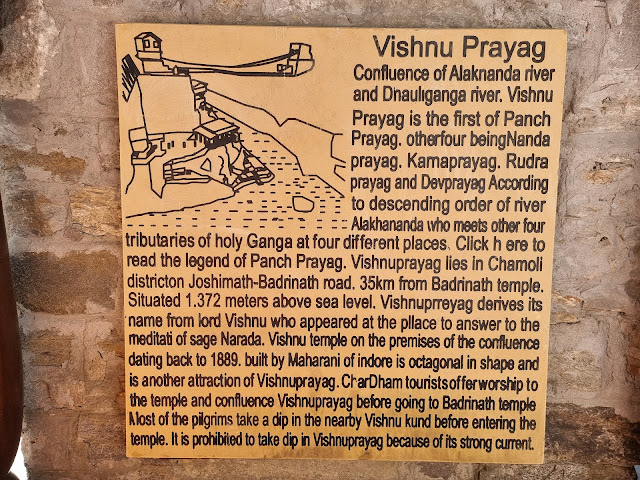 Vishnu Prayag
Confluence of Alaknanda river
and Dhauliganga river. Vishnu
Prayag is the first of Panch
Prayag. otherfour beingNanda
prayag. Karnaprayag. Rudra
prayag and Devprayag According
to descending order of river
Alakhananda who meets other four
tributaries of holy Ganga at four different places. Click h ere to
read the legend of Panch Prayag. Vishnuprayag lies in Chamoli
districton Joshimath-Badrinath road. 35km from Badrinath temple.
Situated 1.372 meters above sea level. Vishnuprreyag derives its
name from lord Vishnu who appeared at the pllace to answer to the
meditati of sage Narada. Vishnu temple on the premises of the confluence
dating back to 1889. built by Maharani of indore is octagonal in shape and
is another attraction of Vishnuprayag. CharDham touristsofferworship to
the temple and confluence Vishnuprayag before going to Badrinath temple
Most of the pilgrims take a dip in the nearby Vishnu kund before entering the
temple. It is prohibited to take dip in Vishnuprayag because of its strong current.